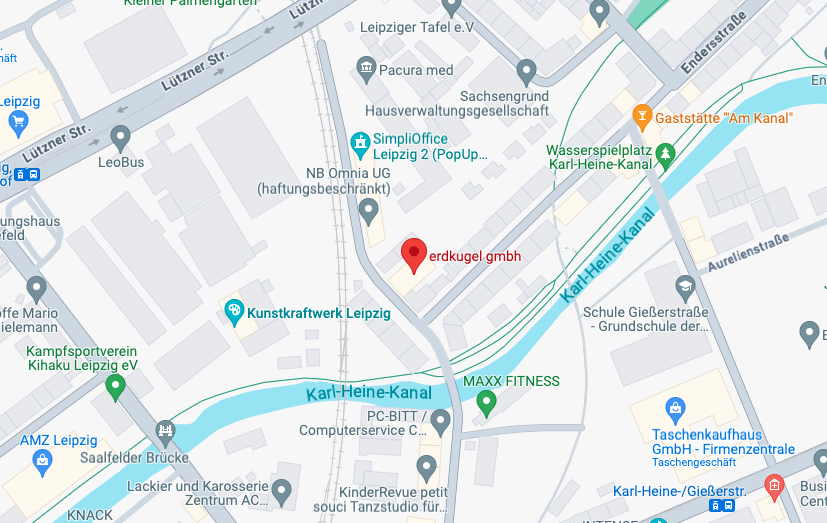 Kleiner Palmengarten
Lützner Str.
Leipziger Tafel e.V
Endersstraße
Pacura med
Sachsengrund
Hausverwaltungsgesellschaft
Leipzig
Lützner Str.
LeoBus
SimpliOffice
Leipzig 2 (PopUp...
Gaststätte "Am Kanal"
Wasserspielplatz
Karl-Heine-Kanal
NB Omnia UG
(haftungsbeschränkt)
erdkugel gmbh
Karl-Heine-Kanal
Aurelienstraße
Kunstkraftwerk Leipzig
Schule Gießerstraße
- Grundschule der...
Kampfsportverein
Kihaku Leipzig eV
MAXX FITNESS
Karl-Heine-Kanal
PC-BITT /
Computerservice C...
AMZ Leipzig
Saalfelder Brücke
Taschenkaufhaus
GmbH - Firmenzentrale
Taschengeschäft
Lackier und Karosserie
Zentrum AC...
KinderRevue petit
souci Tanzstudio für...
Karl-Heine-/Gießerstr.
KNACK